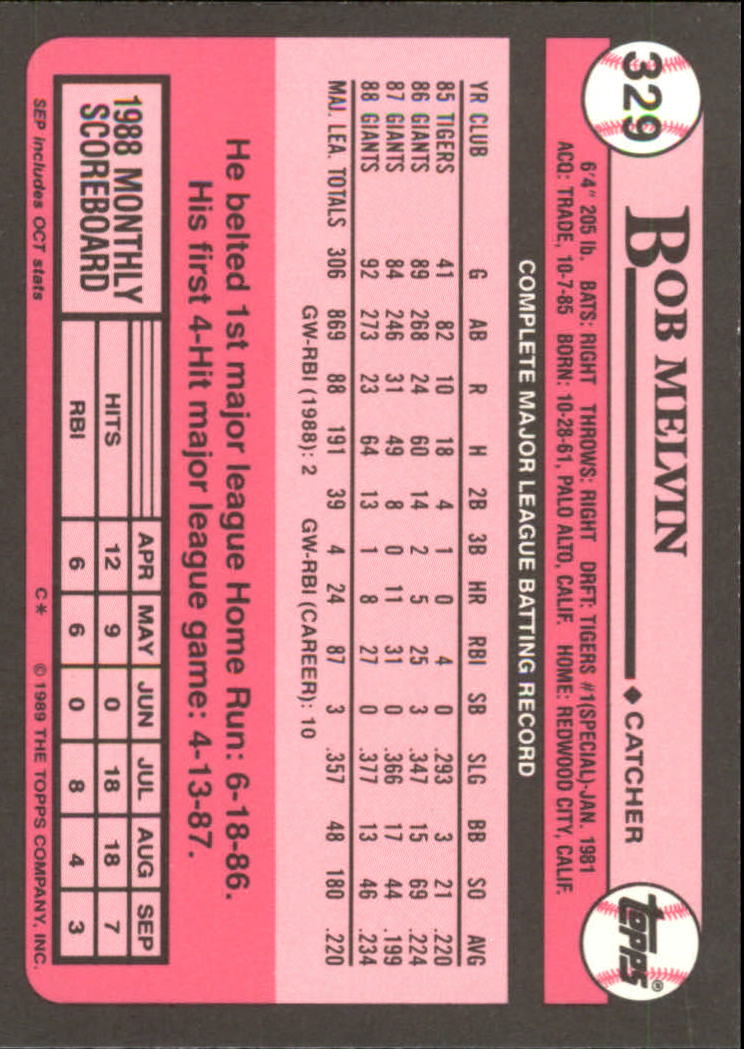 329
BOB MELVIN
♦ CATCHER
topps®
6'4" 205 lb. BATS: RIGHT THROWS: RIGHT DRFT: TIGERS #1(SPECIAL)-JAN. 1981
ACQ: TRADE, 10-7-85 BORN: 10-28-61, PALO ALTO, CALIF. HOME: REDWOOD CITY, CALIF.
COMPLETE MAJOR LEAGUE BATTING RECORD
YR CLUB G AB R H 2B 3B HR RBI SB SLG BB SO AVG
85 TIGERS 41 82 10 18 4 1 0 4 0 .293 3 21 .220
86 GIANTS 89 268 24 60 14 2 5 25 3 .347 15 69 .224
87 GIANTS 84 246 31 49 8 0 11 31 0 .366 17 44 .199
88 GIANTS 92 273 23 64 13 1 8 27 0 .377 13 46 .234
MAJ. LEA. TOTALS 306 869 88 191 39 4 24 87 3 .357 48 180 .220
GW-RBI (1988): 2 GW-RBI (CAREER): 10
He belted 1st major league Home Run: 6-18-86.
His first 4-Hit major league game: 4-13-87.
1988 MONTHLY
SCOREBOARD
APR MAY JUN JUL AUG SEP
HITS 12 9 0 18 18 7
RBI 6 6 0 8 4 3
SEP includes OCT stats C* © 1989 THE TOPPS COMPANY, INC.